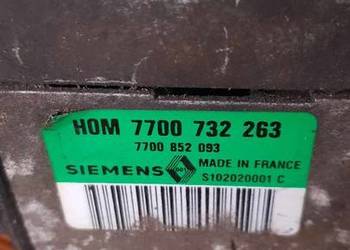 HOM 7700 732 263
7700 852 093
SIEMENS MADE IN FRANCE
S102020001 C